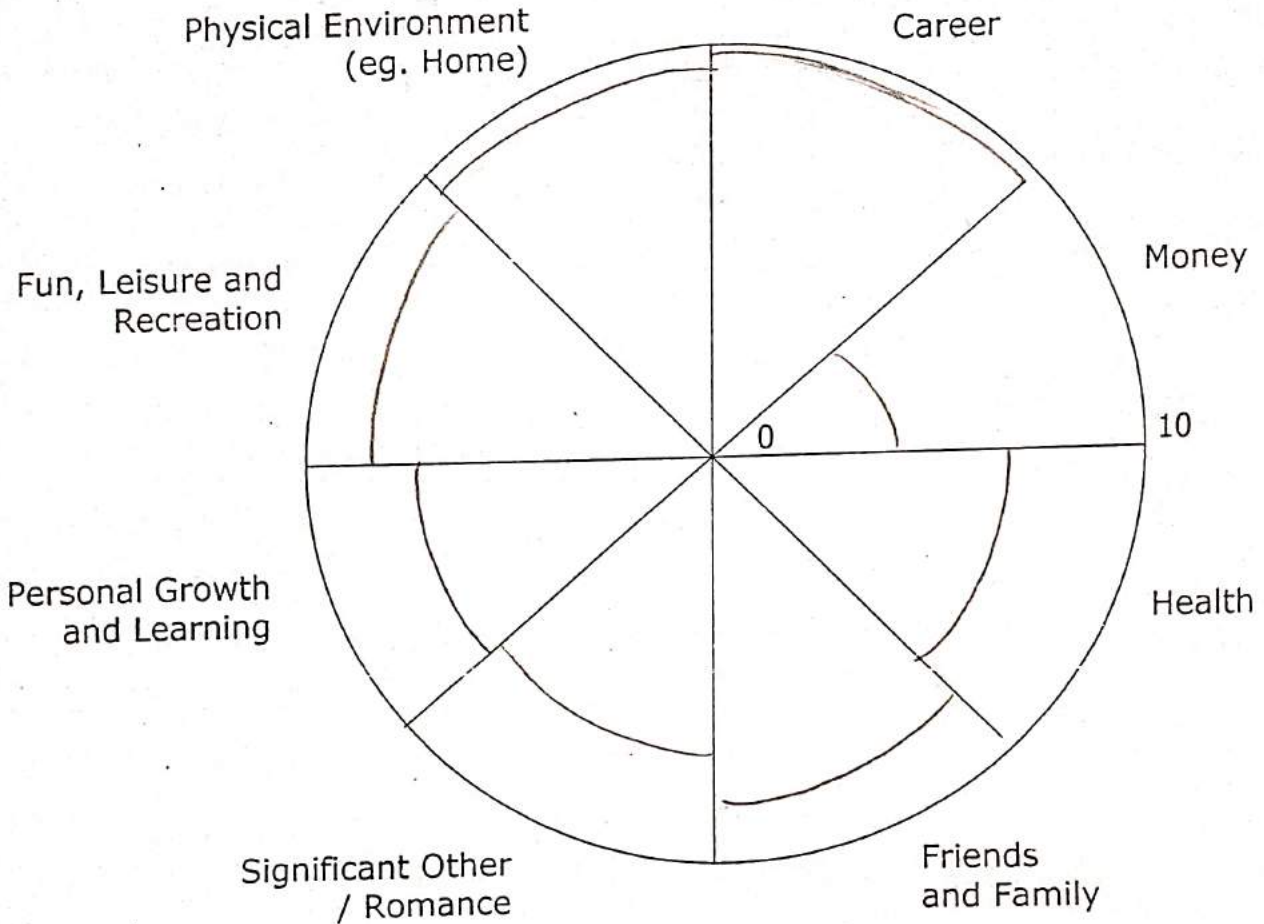 Physical Environment
(eg. Home)
Career
Fun, Leisure and
Recreation
Money
0
10
Personal Growth
and Learning
Health
Significant Other
/ Romance
Friends
and Family